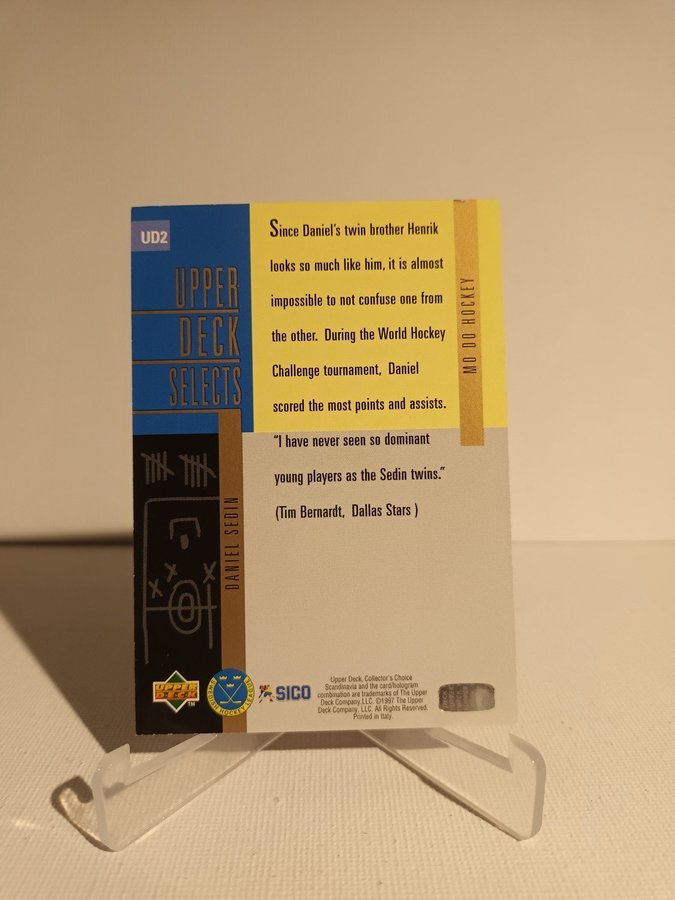 UD2
UPPER
DECK
SELECTS
DANIEL SEDIN
Since Daniel's twin brother Henrik
looks so much like him, it is almost
impossible to not confuse one from
the other. During the World Hockey
Challenge tournament, Daniel
scored the most points and assists.
"I have never seen so dominant
young players as the Sedin twins."
(Tim Bernardt, Dallas Stars )
MO DO HOCKEY
UPPER
DECK
TM
SWEDISH HOCKEY LEAGUE
SICO
Upper Deck, Collector's Choice
Scandinavia and the card/hologram
combination are trademarks of The Upper
Deck Company, LLC. ©1997 The Upper
Deck Company, LLC. All Rights Reserved.
Printed in Italy.